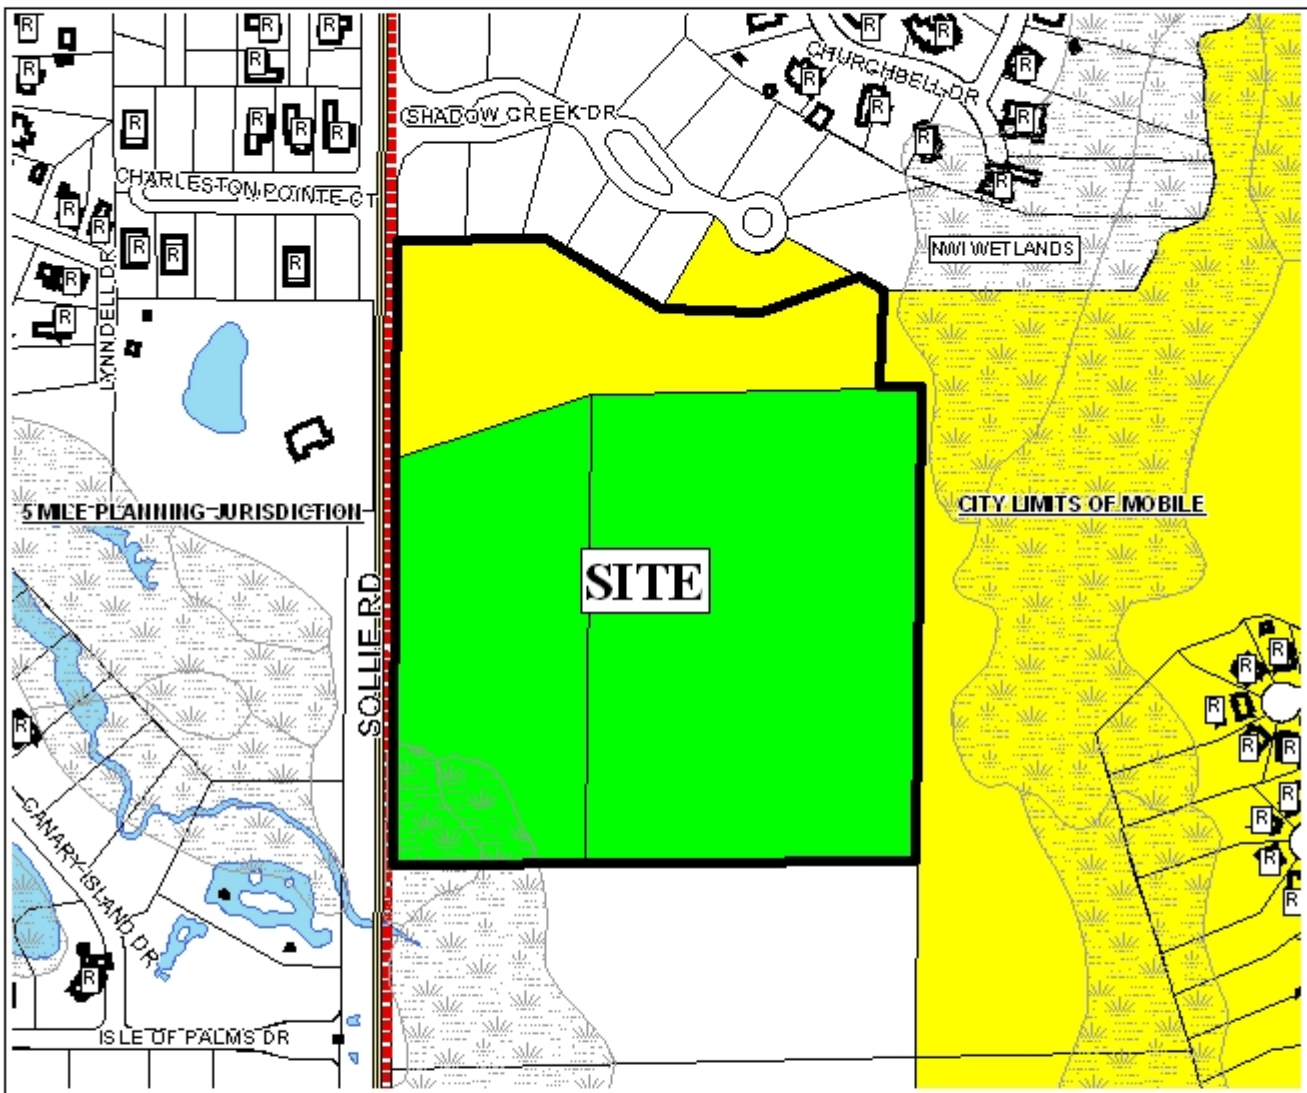 R
R
R
CHURCHBELL DR
R
R
R
R
R
R
R
R
R
R
R
SHADOW CREEK DR
R
R
R
CHARLESTON POINTE CT
R
R
R
R
R
R
NWI WETLANDS
R
R
LYNNDELL DR
R
5 MILE PLANNING JURISDICTION
CITY LIMITS OF MOBILE
SITE
SOLLIE RD
R
R
R
R
R
R
R
R
R
CANARY ISLAND DR
R
R
ISLE OF PALMS DR